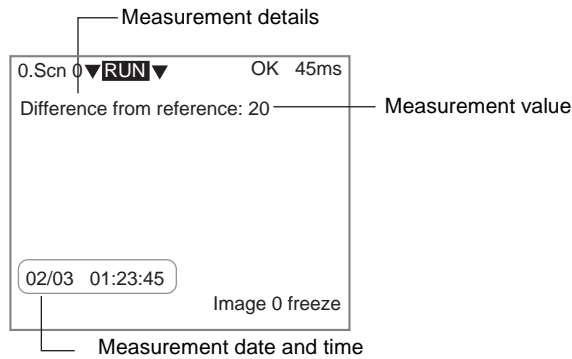 Measurement details
0.Scn 0▼RUN▼ OK 45ms
Difference from reference: 20
Measurement value
02/03 01:23:45
Image 0 freeze
Measurement date and time